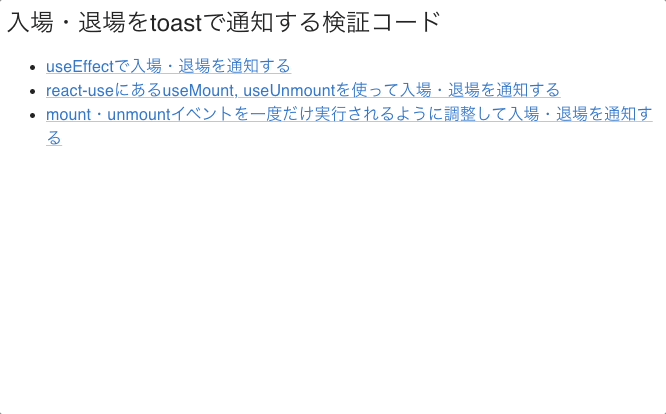 入場・退場をtoastで通知する検証コード
useEffectで入場・退場を通知する
react-useにあるuseMount, useUnmountを使って入場・退場を通知する
mount・unmountイベントを一度だけ実行されるように調整して入場・退場を通知す
る